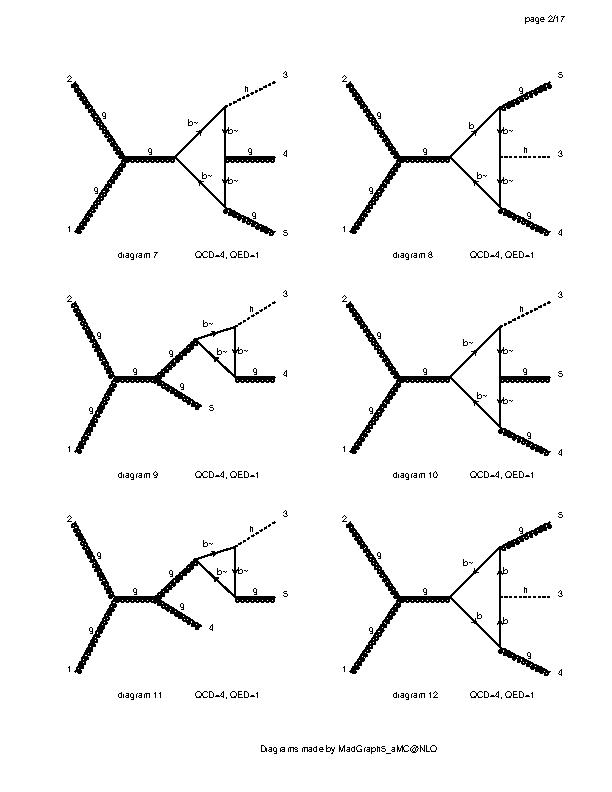 page 2/17
2 g g 1 g b~ b~ b~ b~ h 3 g 4 g 5
diagram 7 QCD=4, QED=1
2 g g 1 g b b~ b~ b~ g 5 h 3 g 4
diagram 8 QCD=4, QED=1
2 g g 1 g g g 5 b~ b~ b~ h 3 g 4
diagram 9 QCD=4, QED=1
2 g g 1 g b~ b~ b~ b~ h 3 g 5 g 4
diagram 10 QCD=4, QED=1
2 g g 1 g g g 4 b~ b~ b~ h 3 g 5
diagram 11 QCD=4, QED=1
2 g g 1 g b~ b b b g 5 h 3 g 4
diagram 12 QCD=4, QED=1
Diagrams made by MadGraph5_aMC@NLO